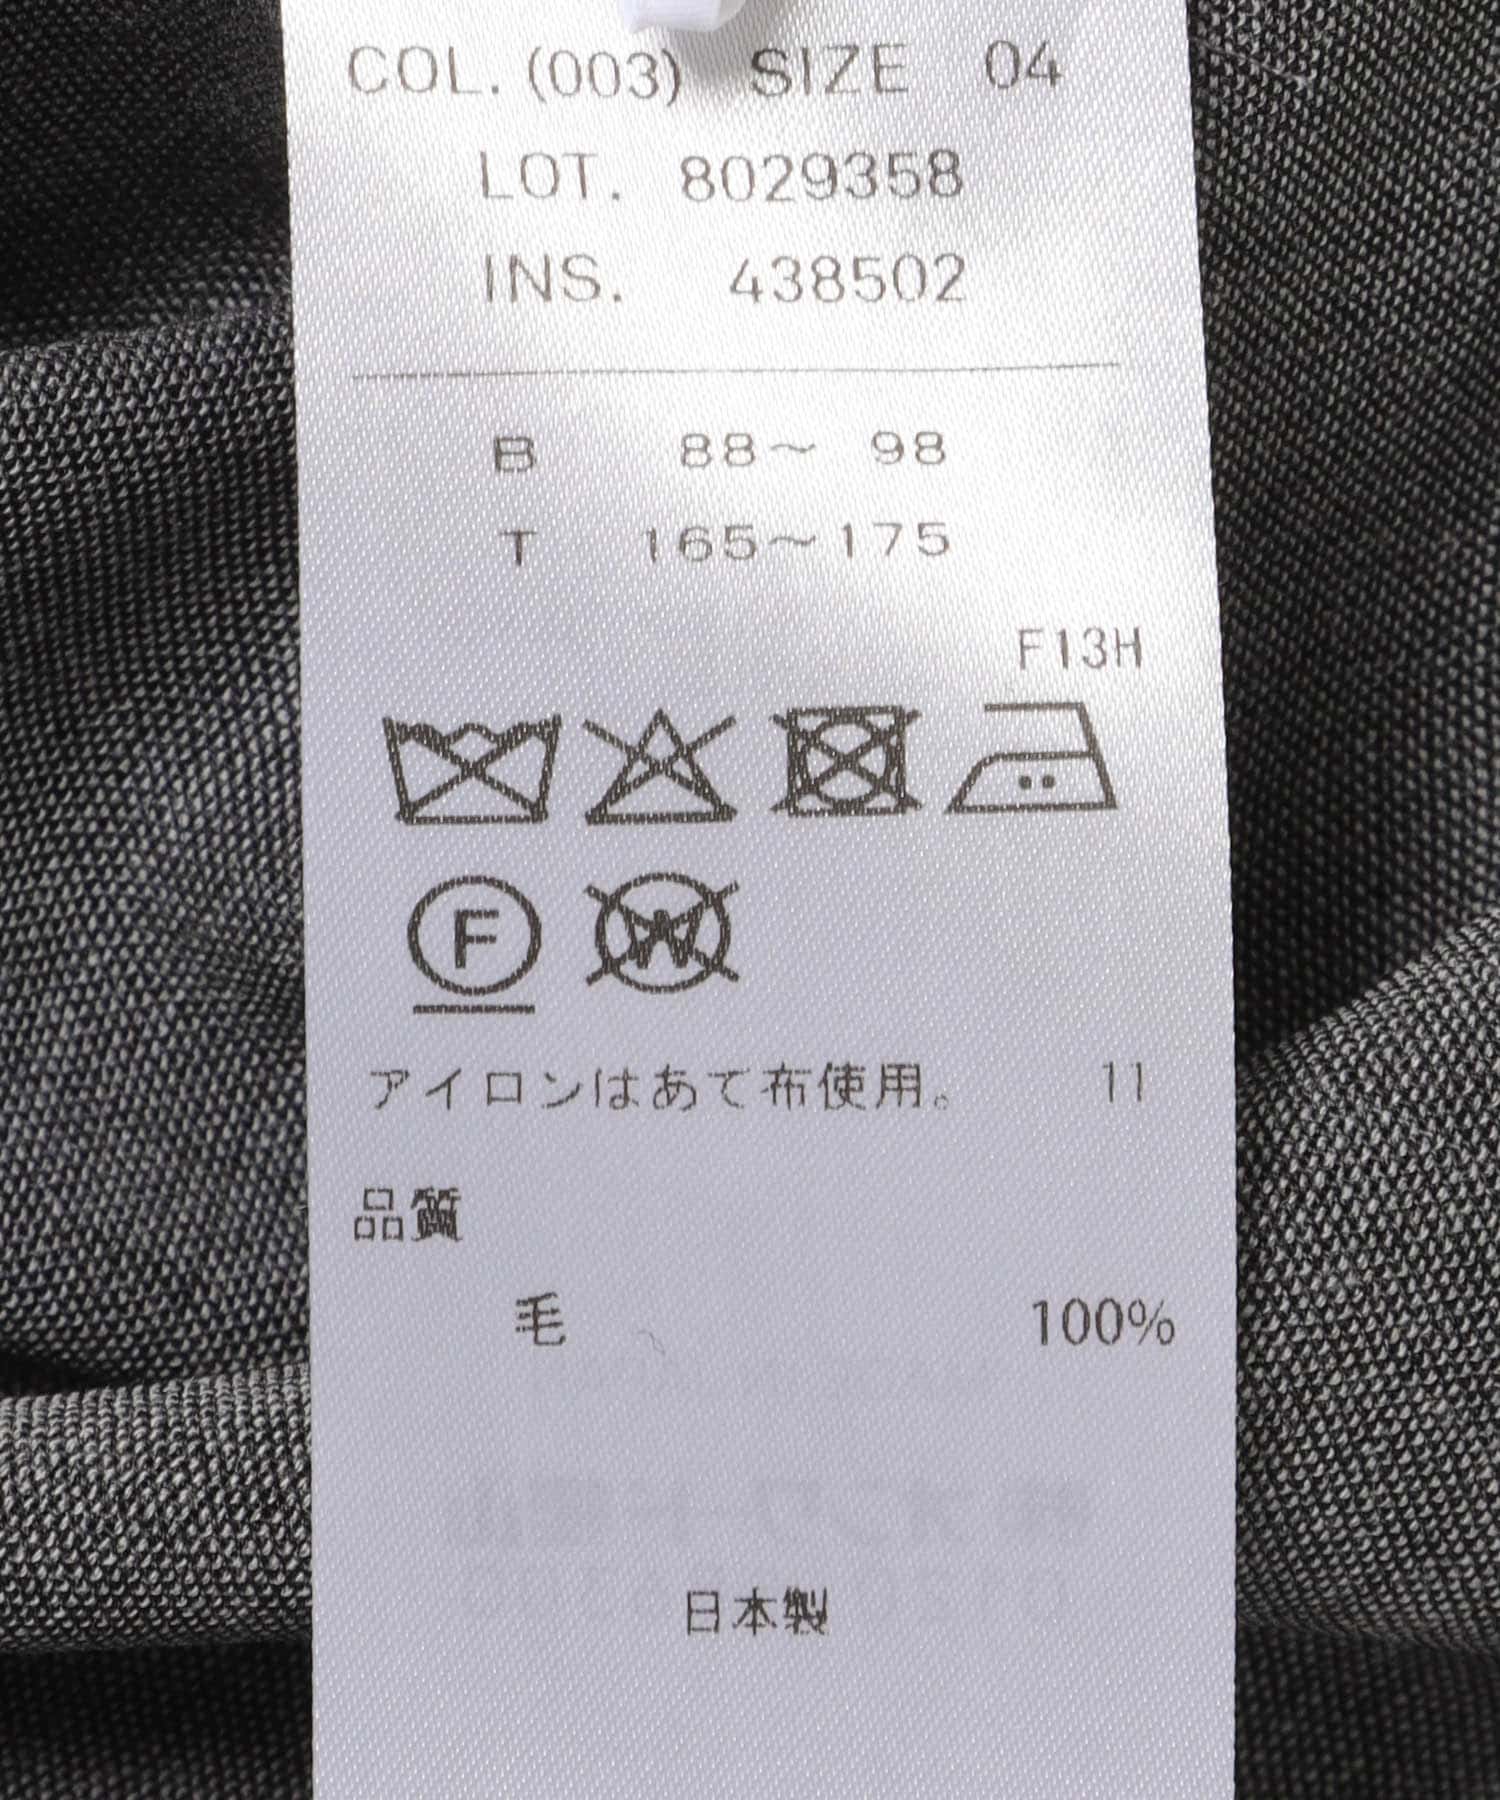 COL. (003) SIZE 04
LOT. 8029358
INS. 438502
B 88～ 98
T 165～175
F13H
F W
アイロンはあて布使用。 11
品質
毛 100%
日本製